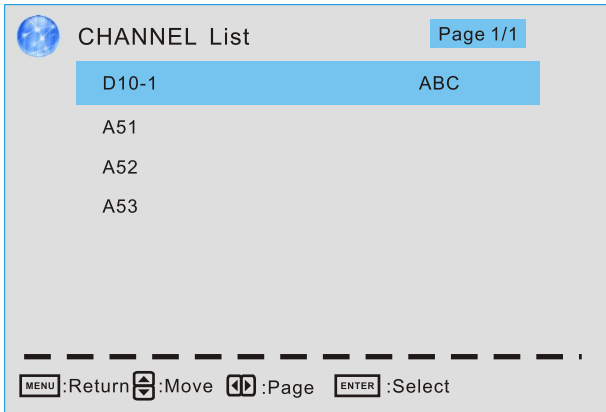 CHANNEL List Page 1/1
D10-1 ABC
A51
A52
A53
MENU :Return :Move :Page ENTER :Select